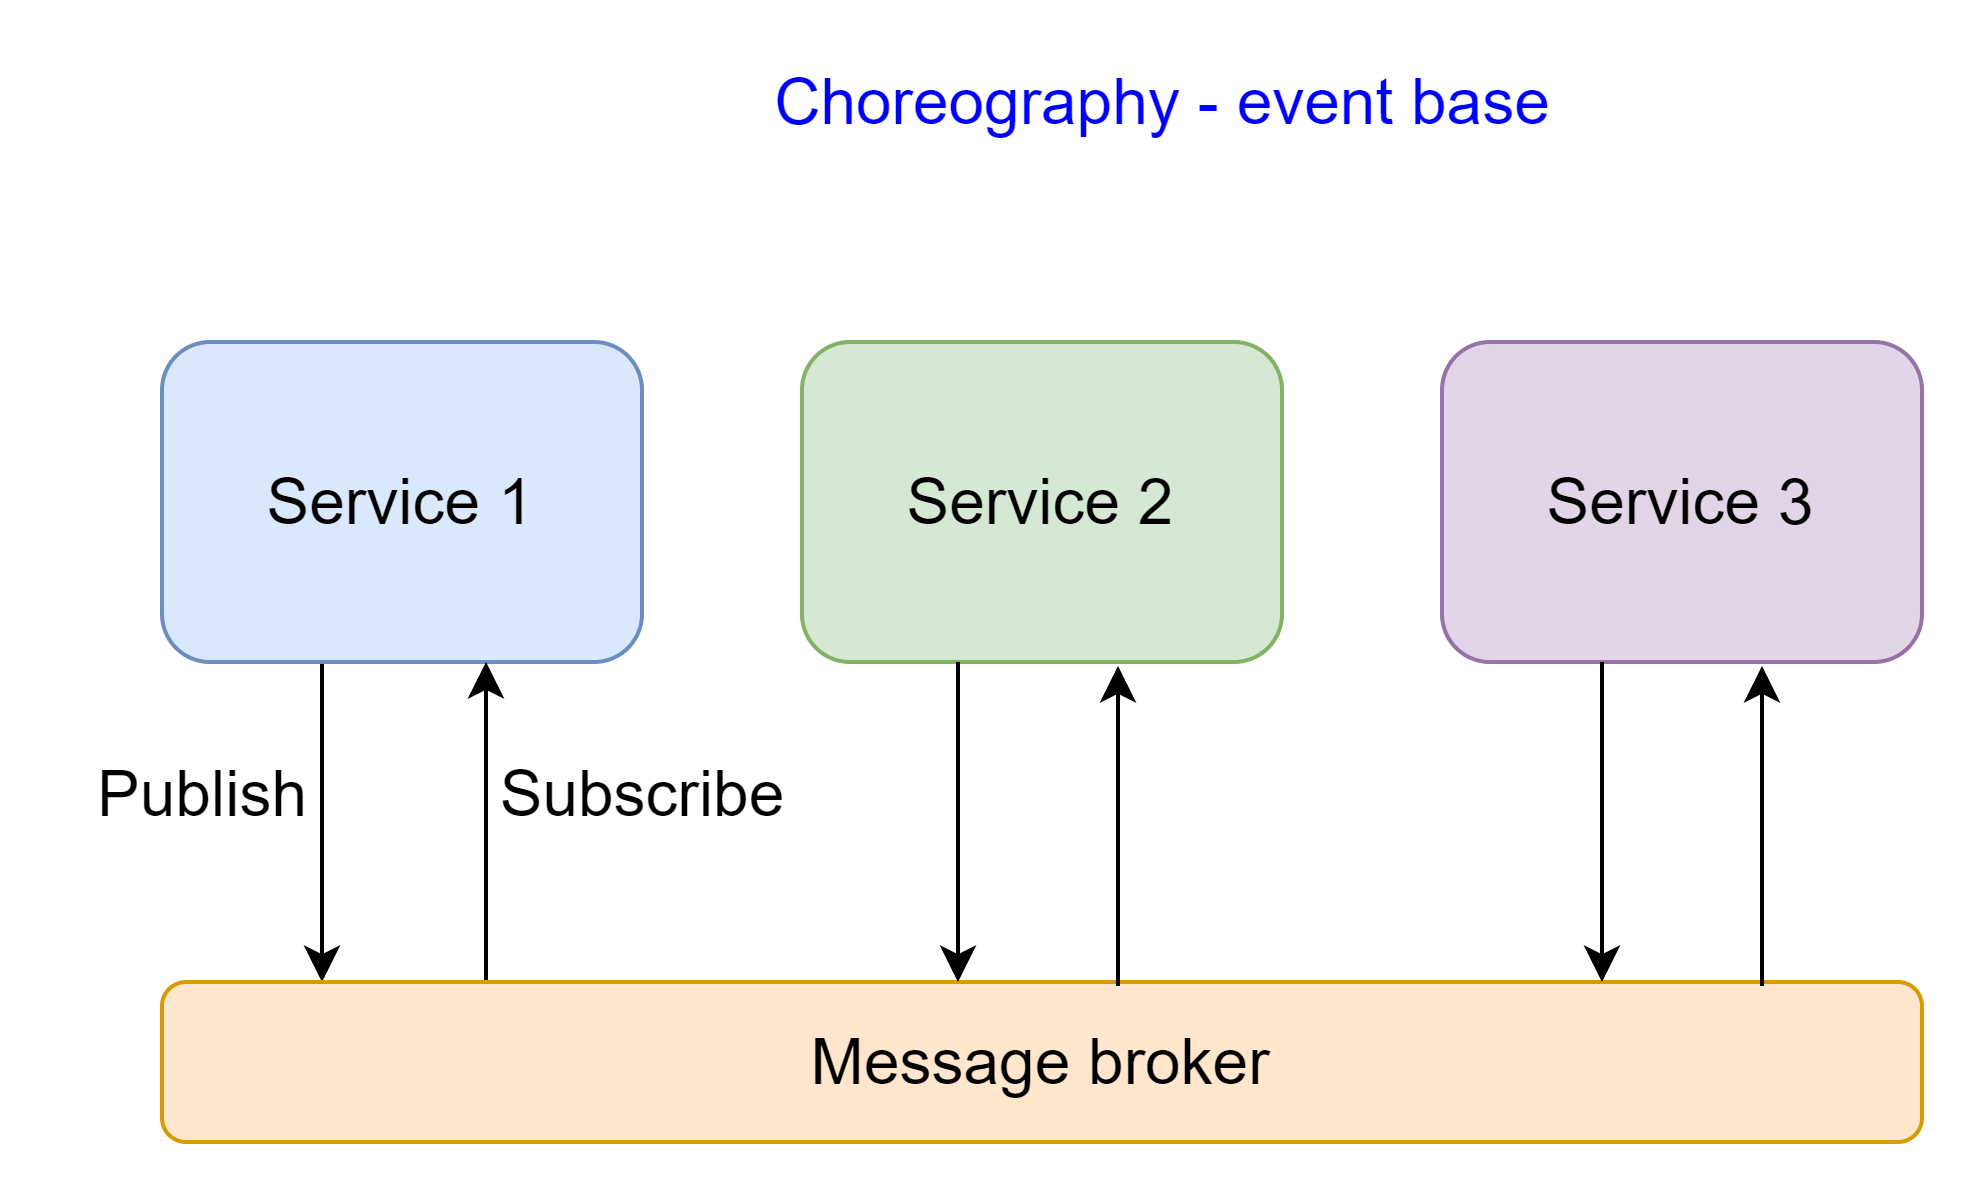 Choreography - event base
Service 1
Service 2
Service 3
Publish
Subscribe
Message broker